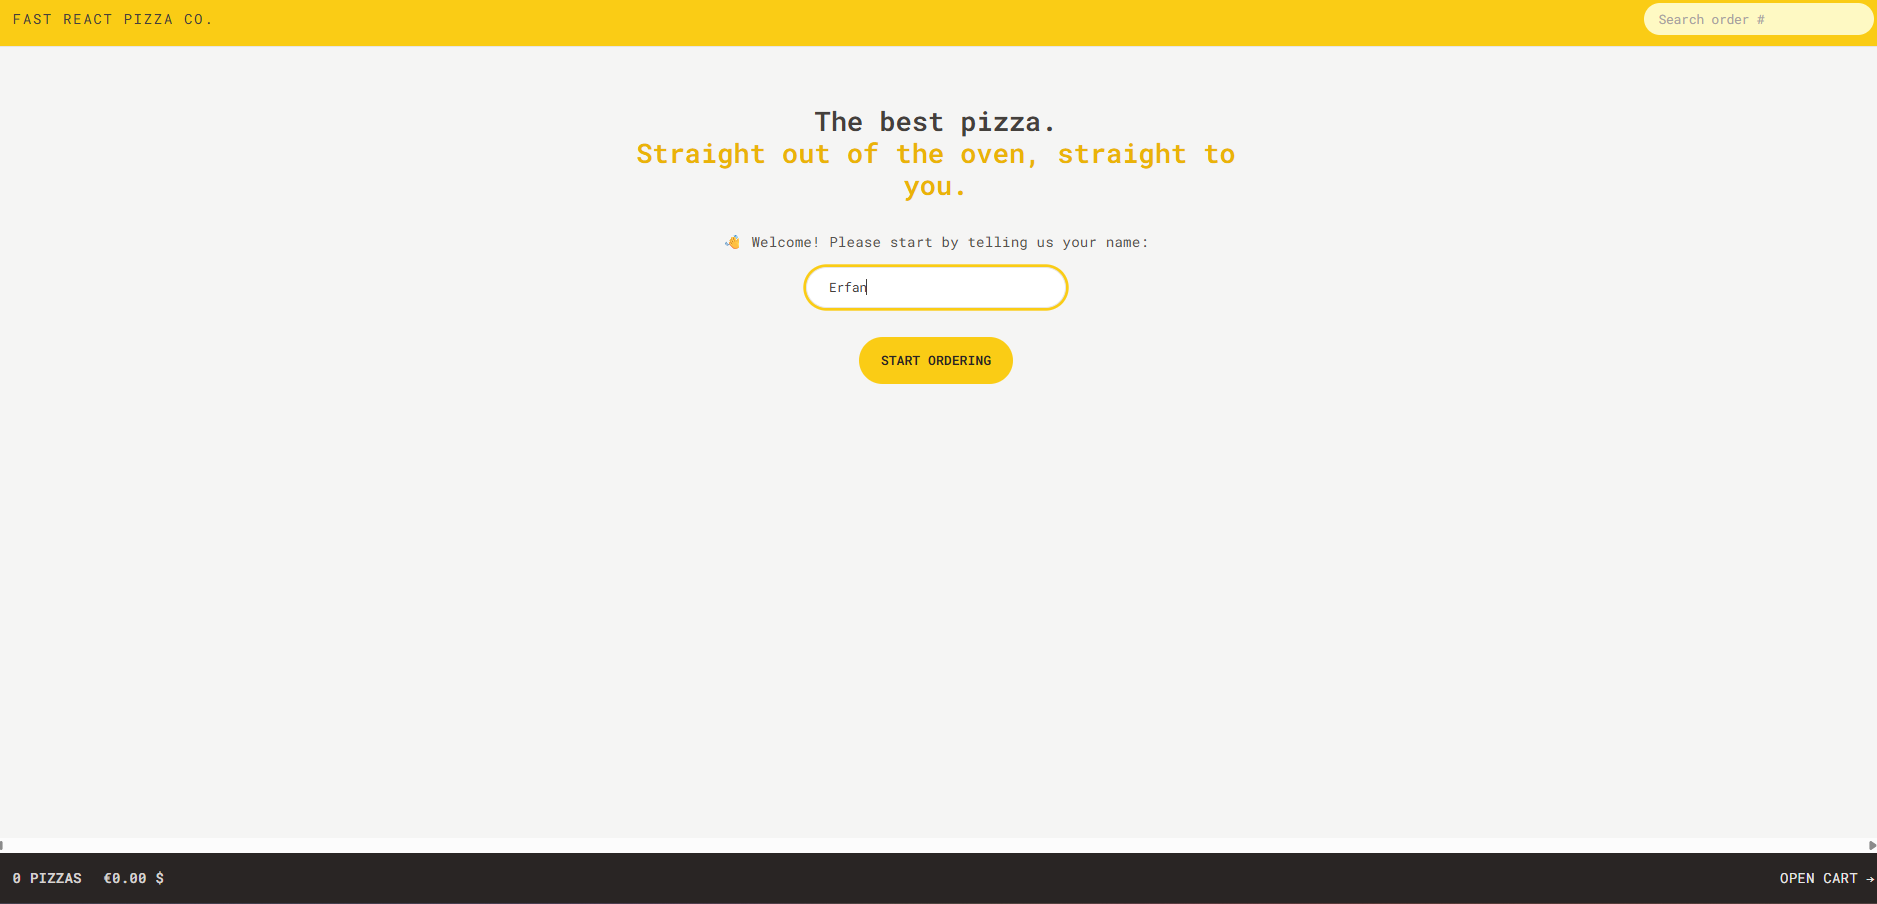 FAST REACT PIZZA CO.
Search order #
The best pizza.
Straight out of the oven, straight to
you.
👋 Welcome! Please start by telling us your name:
Erfan
START ORDERING
0 PIZZAS €0.00 $
OPEN CART →